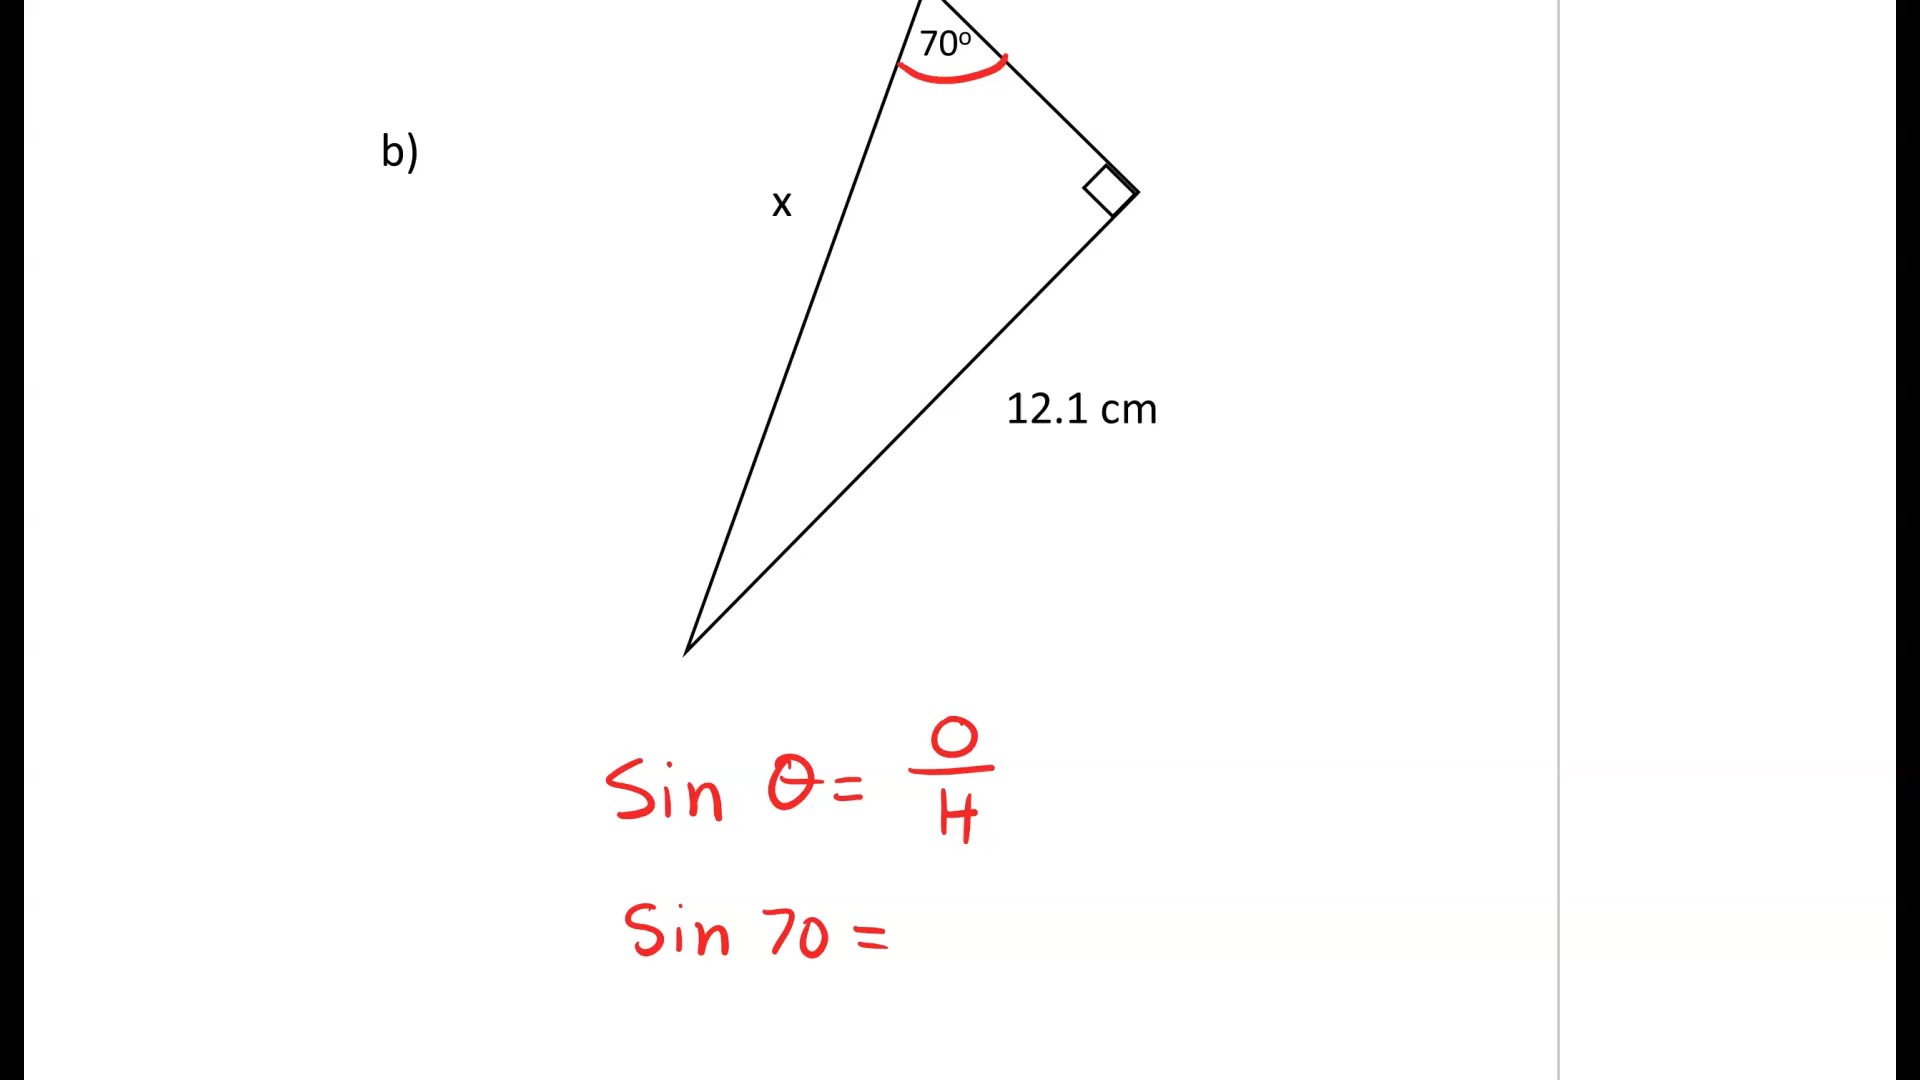 70º
b)
x
12.1 cm
Sin θ = O/H
Sin 70 =